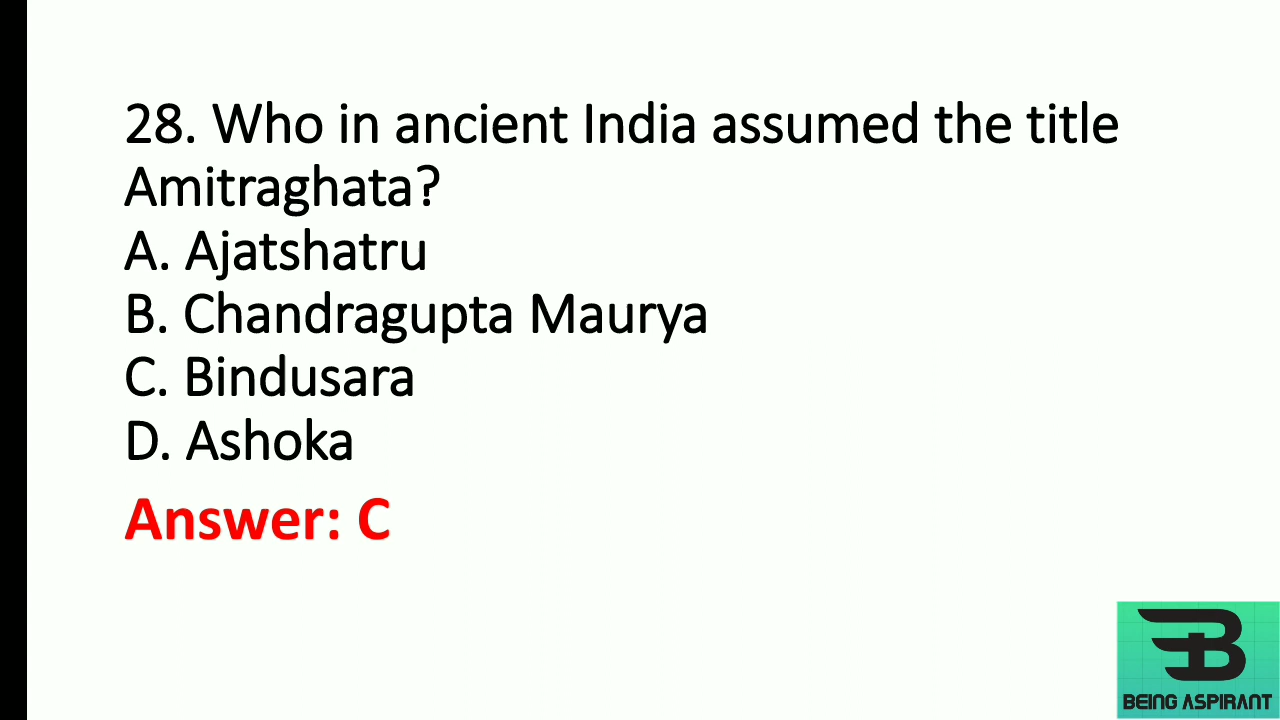 28. Who in ancient India assumed the title
Amitraghata?
A. Ajatshatru
B. Chandragupta Maurya
C. Bindusara
D. Ashoka
Answer: C
BEING ASPIRANT